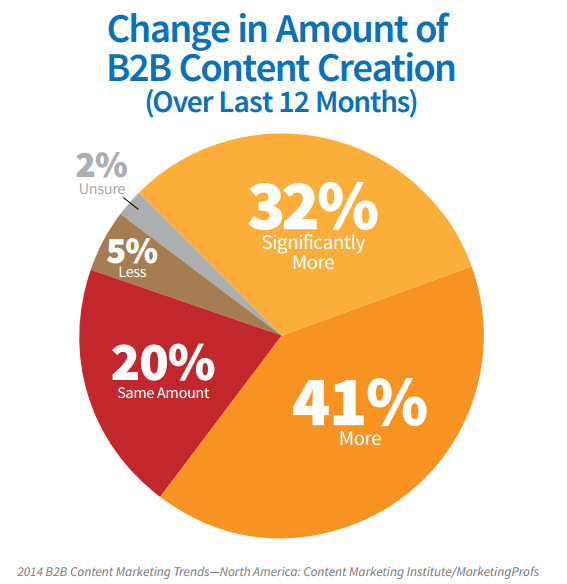 Change in Amount of
B2B Content Creation
(Over Last 12 Months)
2%
Unsure
32%
Significantly
More
5%
Less
20%
Same Amount
41%
More
2014 B2B Content Marketing Trends—North America: Content Marketing Institute/MarketingProfs